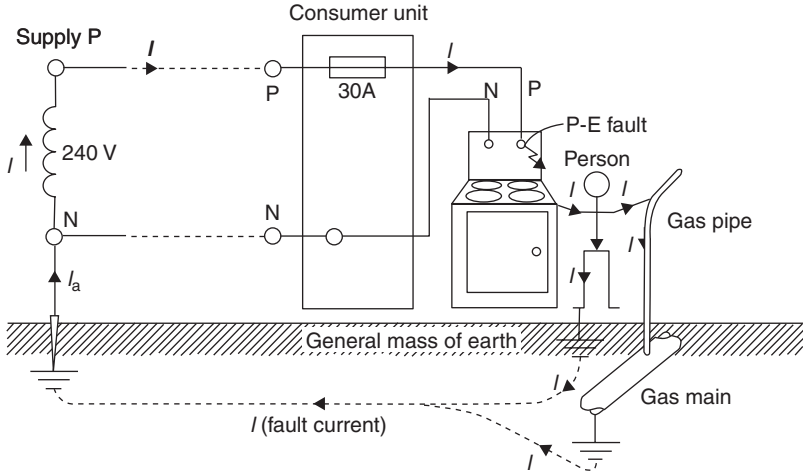 Consumer unit
Supply P
I
I
P
30A
N
P
P-E fault
Person
240 V
I
I
I
N
N
Gas pipe
I
Ia
I
General mass of earth
I
Gas main
I (fault current)
I